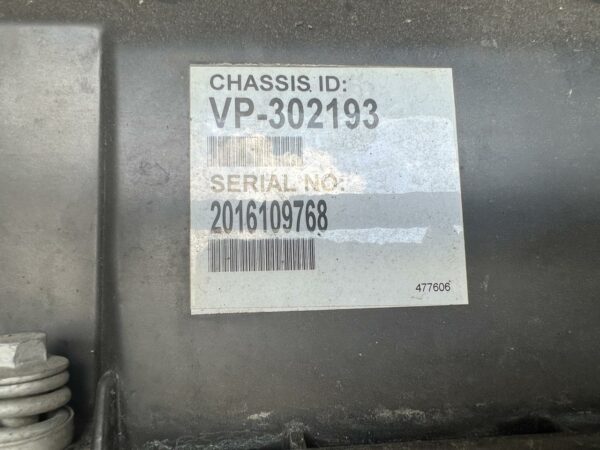 CHASSIS ID:
VP-302193
SERIAL NO:
2016109768
477606